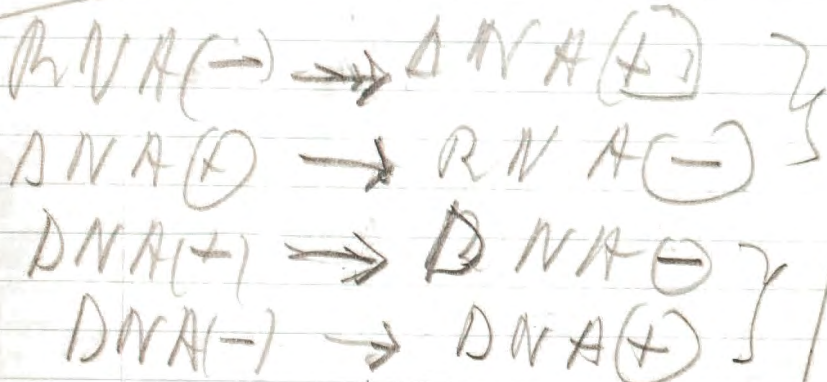 RNA(-) → DNA(+)
DNA(+) → RNA(-)
DNA(+) → DNA(-)
DNA(-) → DNA(+)